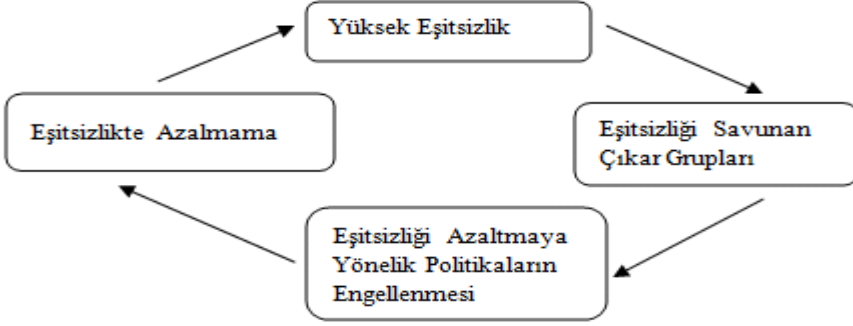 Yüksek Eşitsizlik
Eşitsizliği Savunan
Çıkar Grupları
Eşitsizliği Azaltmaya
Yönelik Politikaların
Engellenmesi
Eşitsizlikte Azalmama